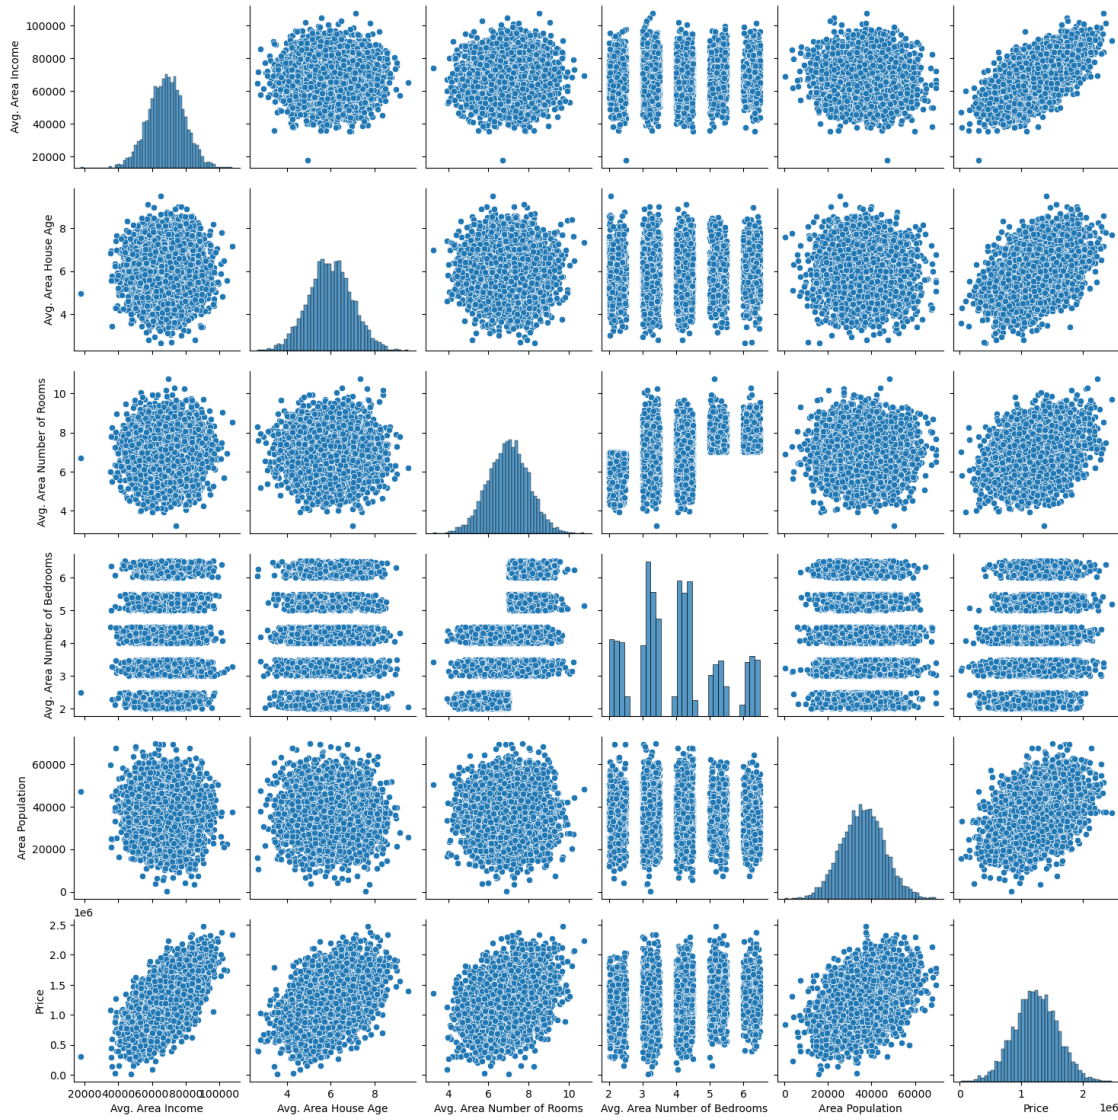 100000
80000
60000
40000
20000
Avg. Area Income
8
6
4
Avg. Area House Age
10
8
6
4
Avg. Area Number of Rooms
6
5
4
3
2
Avg. Area Number of Bedrooms
60000
40000
20000
0
Area Population
1e6
2.5
2.0
1.5
1.0
0.5
0.0
Price
20000 40000 60000 80000 100000
Avg. Area Income
4 6 8
Avg. Area House Age
4 6 8 10
Avg. Area Number of Rooms
2 3 4 5 6
Avg. Area Number of Bedrooms
0 20000 40000 60000
Area Population
0 1 2
Price
1e6